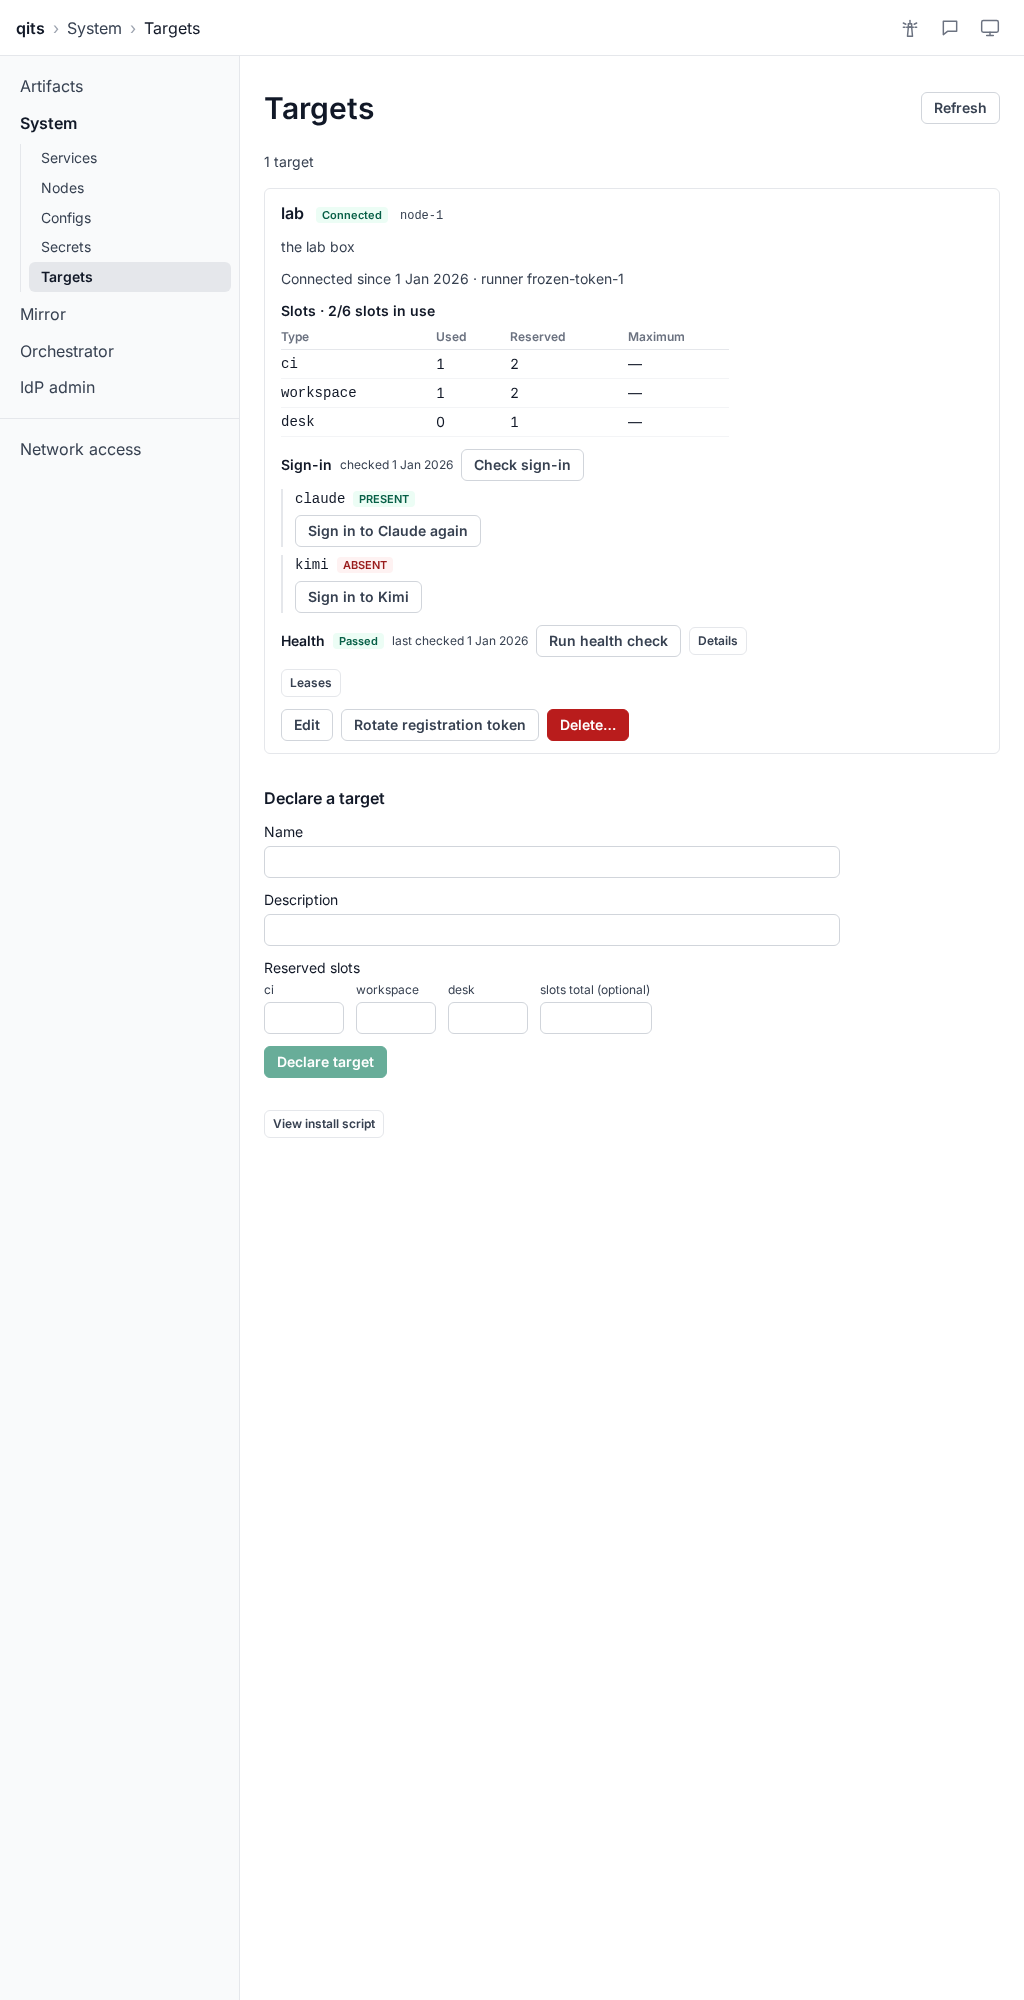 qits › System › Targets
Artifacts
System
Services
Nodes
Configs
Secrets
Targets
Mirror
Orchestrator
IdP admin
Network access
Targets
Refresh
1 target
lab Connected node-1
the lab box
Connected since 1 Jan 2026 · runner frozen-token-1
Slots · 2/6 slots in use
Type Used Reserved Maximum
ci 1 2 —
workspace 1 2 —
desk 0 1 —
Sign-in checked 1 Jan 2026 Check sign-in
claude PRESENT
Sign in to Claude again
kimi ABSENT
Sign in to Kimi
Health Passed last checked 1 Jan 2026 Run health check Details
Leases
Edit Rotate registration token Delete...
Declare a target
Name
Description
Reserved slots
ci workspace desk slots total (optional)
Declare target
View install script